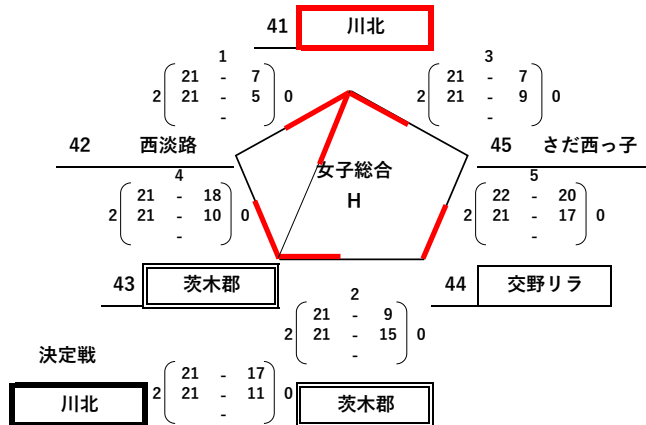 41 川北
1
2 21 - 7 0
21 - 5
-
3
2 21 - 7 0
21 - 9
-
42 西淡路
45 さだ西っ子
女子総合
H
4
2 21 - 18 0
21 - 10
-
5
2 22 - 20 0
21 - 17
-
43 茨木郡
44 交野リラ
2
2 21 - 9 0
21 - 15
-
決定戦
川北
2 21 - 17 0
21 - 11
-
茨木郡